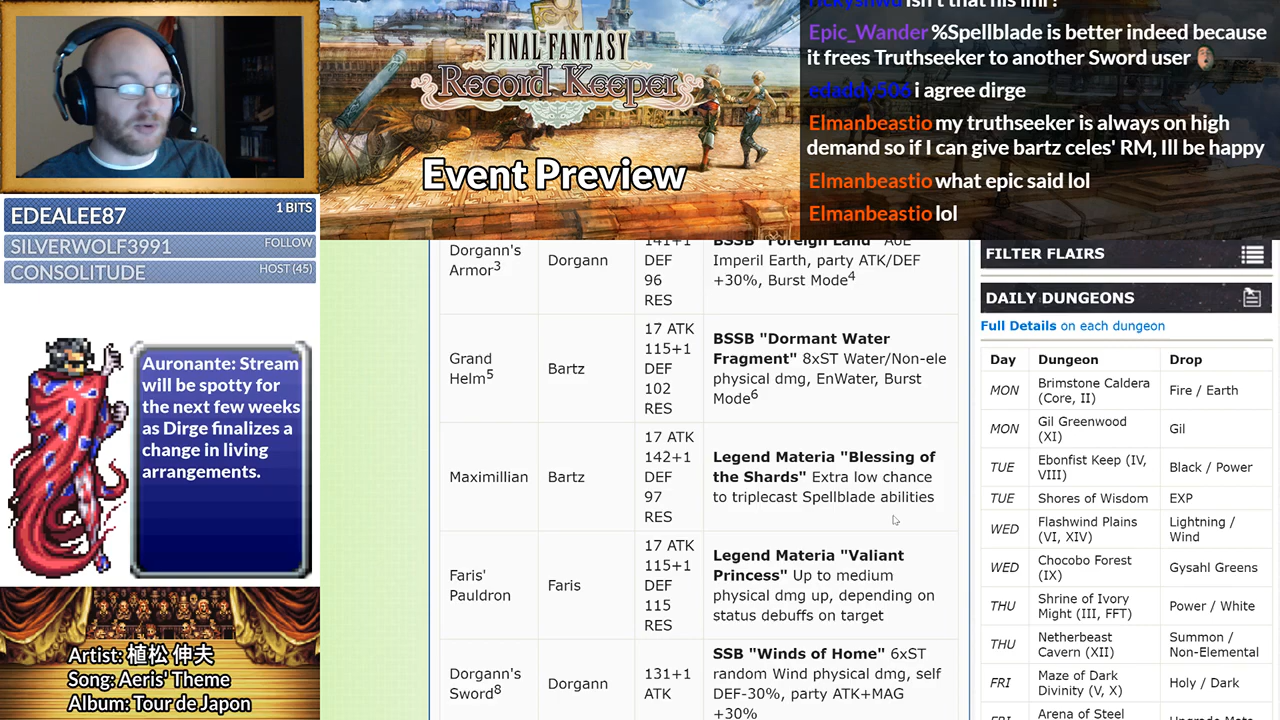 FINAL FANTASY
Record Keeper
Event Preview
rickyshwd isn't that his lmr?
Epic_Wander %Spellblade is better indeed because
it frees Truthseeker to another Sword user
edaddy506 i agree dirge
Elmanbeastio my truthseeker is always on high
demand so if I can give bartz celes' RM, Ill be happy
Elmanbeastio what epic said lol
Elmanbeastio lol
EDEALEE87 1 BITS
SILVERWOLF3991 FOLLOW
CONSOLITUDE HOST (45)
Auronante: Stream
will be spotty for
the next few weeks
as Dirge finalizes a
change in living
arrangements.
Artist: 植松 伸夫
Song: Aeris' Theme
Album: Tour de Japon
Dorgann's
Armor3
Dorgann
141+1
DEF
96
RES
BSSB "Foreign Land" AoE
Imperil Earth, party ATK/DEF
+30%, Burst Mode4
Grand
Helm5
Bartz
17 ATK
115+1
DEF
102
RES
BSSB "Dormant Water
Fragment" 8xST Water/Non-ele
physical dmg, EnWater, Burst
Mode6
Maximillian
Bartz
17 ATK
142+1
DEF
97
RES
Legend Materia "Blessing of
the Shards" Extra low chance
to triplecast Spellblade abilities
Faris'
Pauldron
Faris
17 ATK
115+1
DEF
115
RES
Legend Materia "Valiant
Princess" Up to medium
physical dmg up, depending on
status debuffs on target
Dorgann's
Sword8
Dorgann
131+1
ATK
SSB "Winds of Home" 6xST
random Wind physical dmg, self
DEF-30%, party ATK+MAG
+30%
FILTER FLAIRS
DAILY DUNGEONS
Full Details on each dungeon
Day Dungeon Drop
MON Brimstone Caldera
(Core, II) Fire / Earth
MON Gil Greenwood
(XI) Gil
TUE Ebonfist Keep (IV,
VIII) Black / Power
TUE Shores of Wisdom EXP
WED Flashwind Plains
(VI, XIV) Lightning /
Wind
WED Chocobo Forest
(IX) Gysahl Greens
THU Shrine of Ivory
Might (III, FFT) Power / White
THU Netherbeast
Cavern (XII) Summon /
Non-Elemental
FRI Maze of Dark
Divinity (V, X) Holy / Dark
FRI Arena of Steel Upgrade Mats